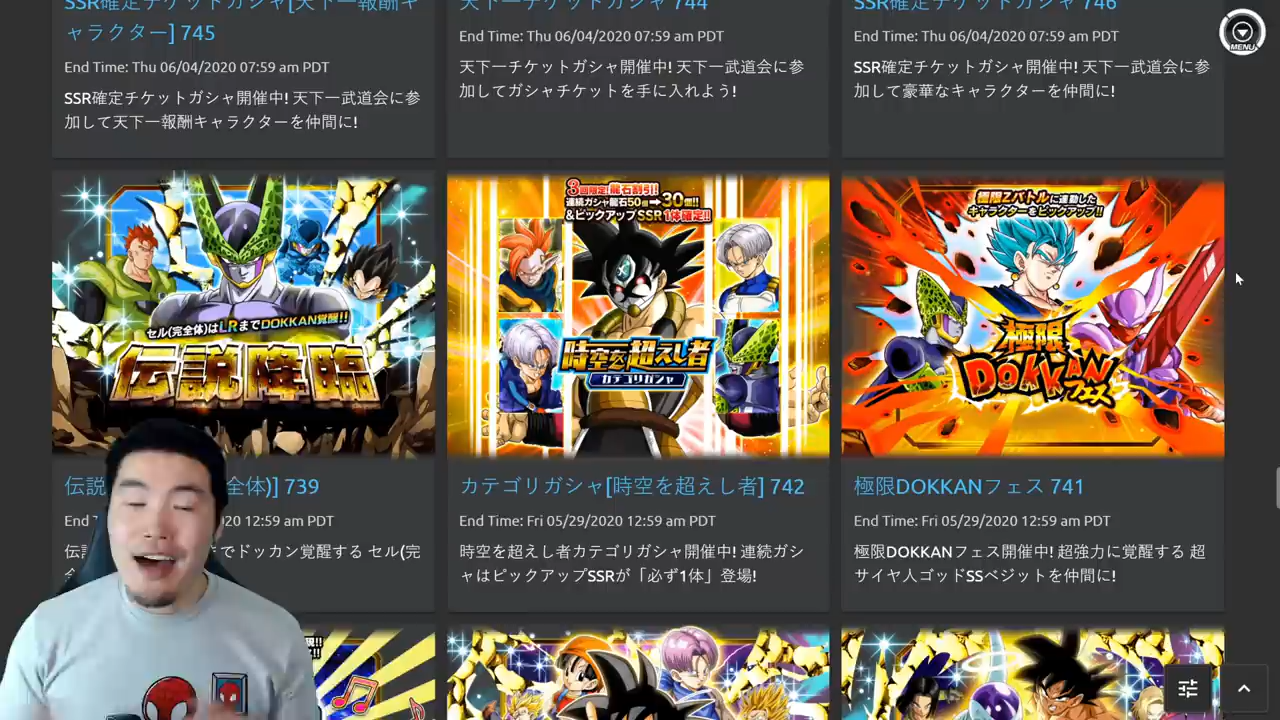 SSR確定チケットガシャ[天下一報酬キ
ャラクター] 745
End Time: Thu 06/04/2020 07:59 am PDT
SSR確定チケットガシャ開催中! 天下一武道会に参
加して天下一報酬キャラクターを仲間に!
天下一チケットガシャ 744
End Time: Thu 06/04/2020 07:59 am PDT
天下一チケットガシャ開催中! 天下一武道会に参
加してガシャチケットを手に入れよう!
SSR確定チケットガシャ 746
End Time: Thu 06/04/2020 07:59 am PDT
SSR確定チケットガシャ開催中! 天下一武道会に参
加して豪華なキャラクターを仲間に!
MENU
セル(完全体)はLRまでDOKKAN覚醒!!
伝説降臨
伝説
全体)] 739
End T
20 12:59 am PDT
伝
までドッカン覚醒する セル(完
3回限定!龍石割引!!
連続ガシャ龍石50個→30個!!
&ピックアップSSR1体確定!!
時空を超えし者
カテゴリガシャ
カテゴリガシャ[時空を超えし者] 742
End Time: Fri 05/29/2020 12:59 am PDT
時空を超えし者カテゴリガシャ開催中! 連続ガシ
ャはピックアップSSRが「必ず1体」登場!
極限Zバトルに連動した
キャラクターをピックアップ!!
極限
DOKKANフェス
極限DOKKANフェス 741
End Time: Fri 05/29/2020 12:59 am PDT
極限DOKKANフェス開催中! 超強力に覚醒する 超
サイヤ人ゴッドSSベジットを仲間に!